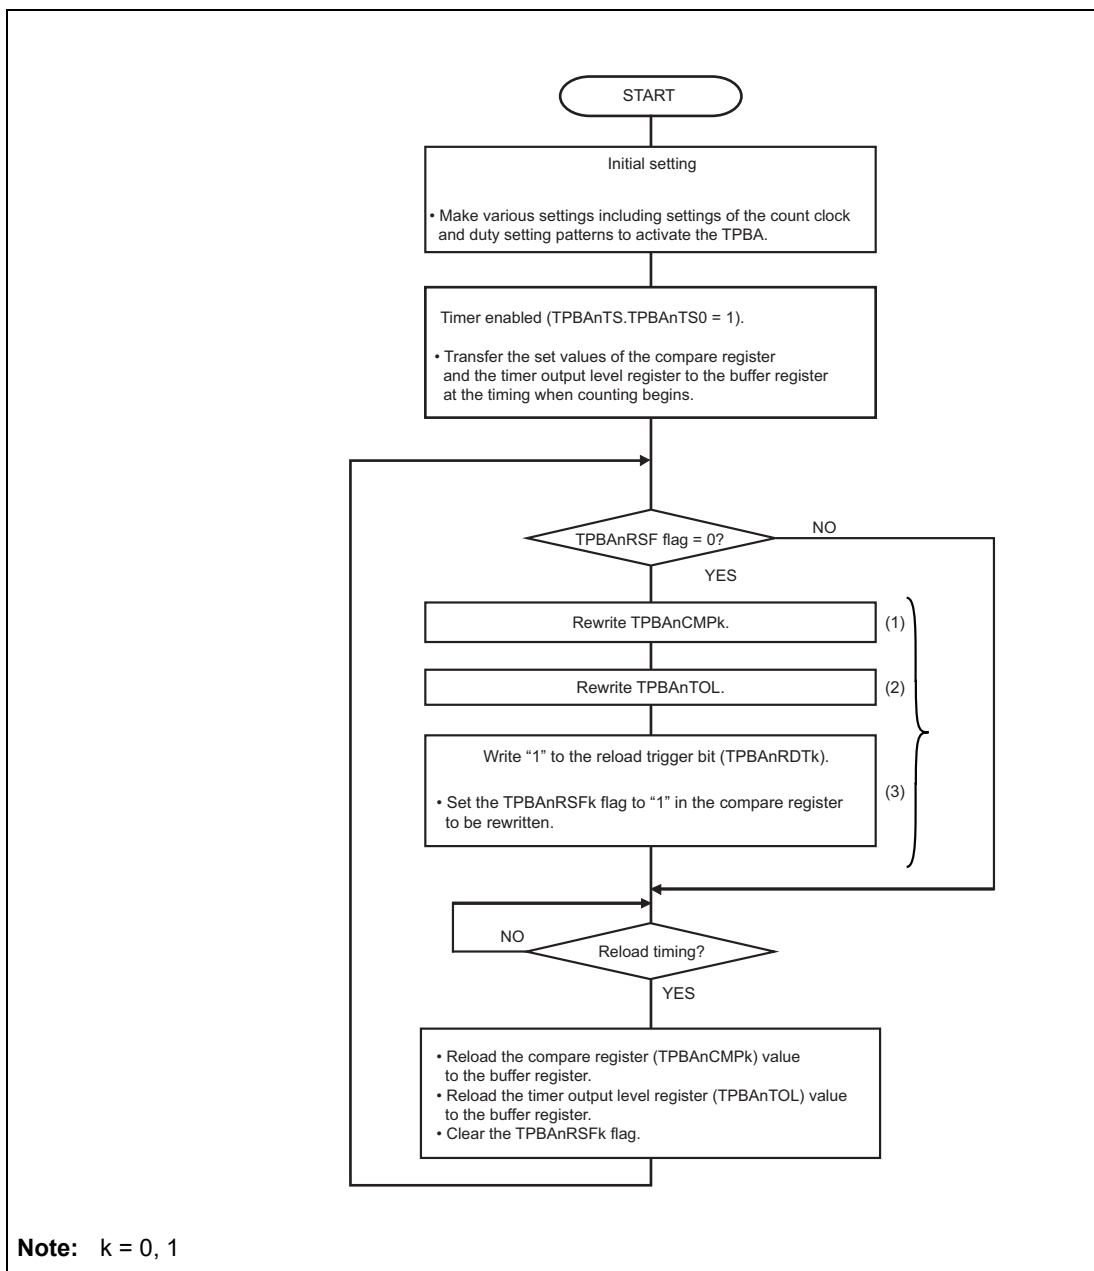 START
Initial setting
• Make various settings including settings of the count clock
and duty setting patterns to activate the TPBA.
Timer enabled (TPBAnTS.TPBAnTS0 = 1).
• Transfer the set values of the compare register
and the timer output level register to the buffer register
at the timing when counting begins.
TPBAnRSF flag = 0?
NO
YES
Rewrite TPBAnCMPk.
(1)
Rewrite TPBAnTOL.
(2)
Write “1” to the reload trigger bit (TPBAnRDTk).
• Set the TPBAnRSFk flag to “1” in the compare register
to be rewritten.
(3)
NO
Reload timing?
YES
• Reload the compare register (TPBAnCMPk) value
to the buffer register.
• Reload the timer output level register (TPBAnTOL) value
to the buffer register.
• Clear the TPBAnRSFk flag.
Note: k = 0, 1